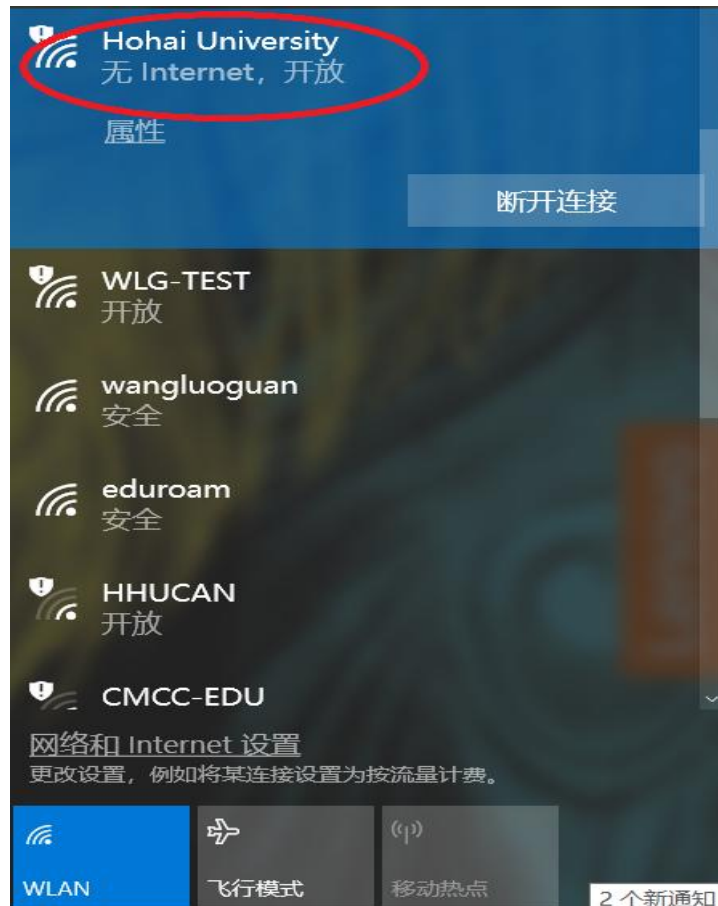 Hohai University
无 Internet，开放
属性
断开连接
WLG-TEST
开放
wangluoguan
安全
eduroam
安全
HHUCAN
开放
CMCC-EDU
网络和 Internet 设置
更改设置，例如将某连接设置为按流量计费。
WLAN
飞行模式
移动热点
2 个新通知